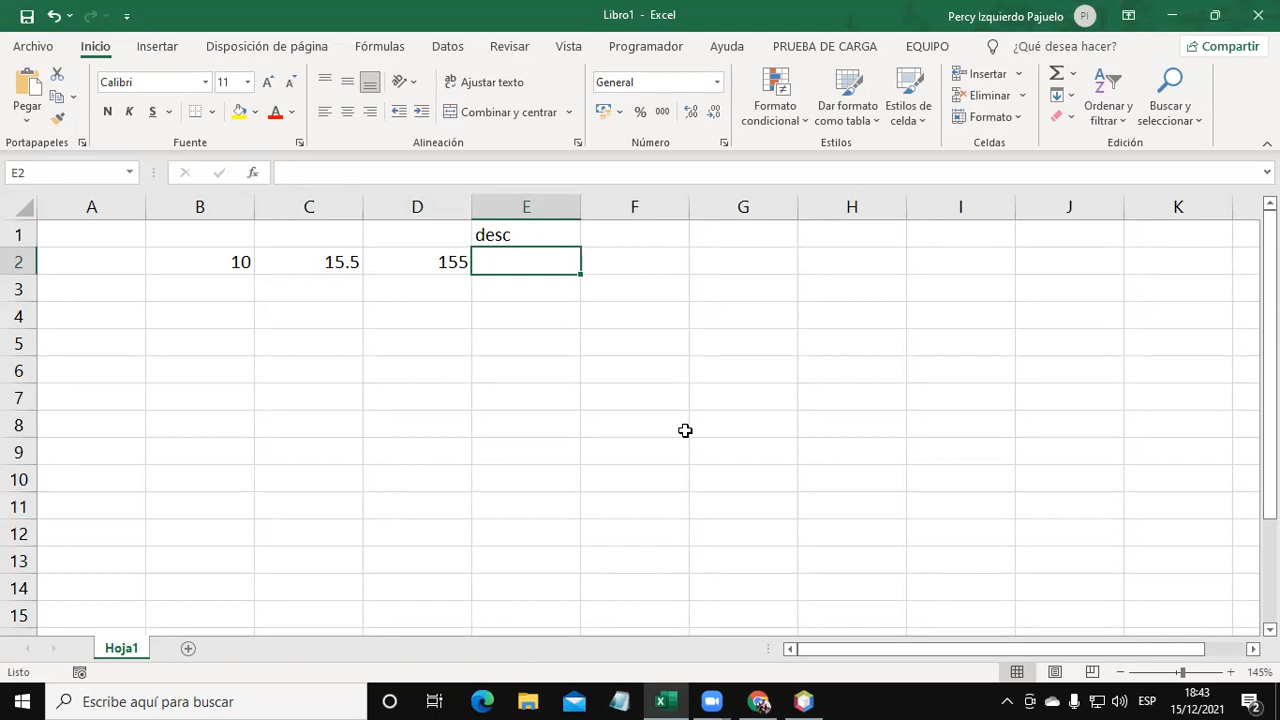 Libro1 - Excel
Percy Izquierdo Pajuelo
PI
Archivo
Inicio
Insertar
Disposición de página
Fórmulas
Datos
Revisar
Vista
Programador
Ayuda
PRUEBA DE CARGA
EQUIPO
¿Qué desea hacer?
Compartir
Pegar
Calibri
11
A
A
N
K
S
A
Ajustar texto
Combinar y centrar
General
%
000
Formato condicional
Dar formato como tabla
Estilos de celda
Insertar
Eliminar
Formato
Ordenar y filtrar
Buscar y seleccionar
Portapapeles
Fuente
Alineación
Número
Estilos
Celdas
Edición
E2
fx
A B C D E F G H I J K
1 desc
2 10 15.5 155
3
4
5
6
7
8
9
10
11
12
13
14
15
Hoja1
Listo
145%
Escribe aquí para buscar
ESP
18:43
15/12/2021
2